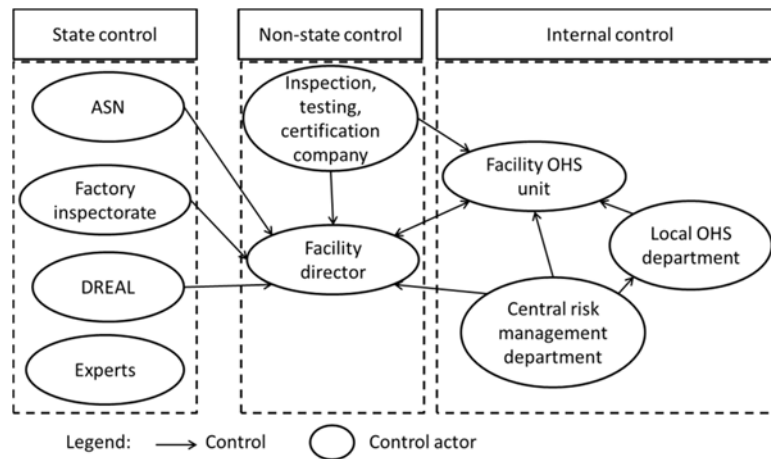 State control
Non-state control
Internal control
ASN
Factory
inspectorate
DREAL
Experts
Inspection,
testing,
certification
company
Facility
director
Facility OHS
unit
Local OHS
department
Central risk
management
department
Legend:
Control
Control actor